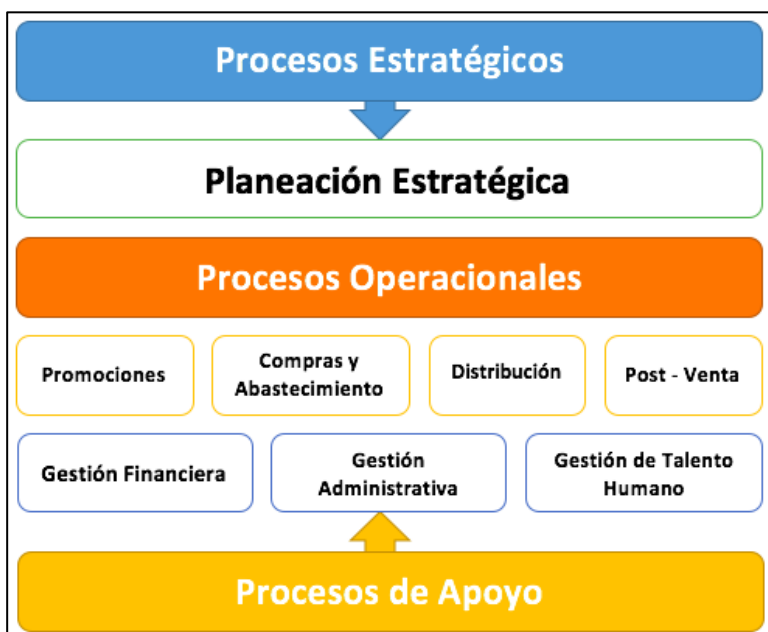 Procesos Estratégicos
Planeación Estratégica
Procesos Operacionales
Promociones
Compras y
Abastecimiento
Distribución
Post - Venta
Gestión Financiera
Gestión
Administrativa
Gestión de Talento
Humano
Procesos de Apoyo